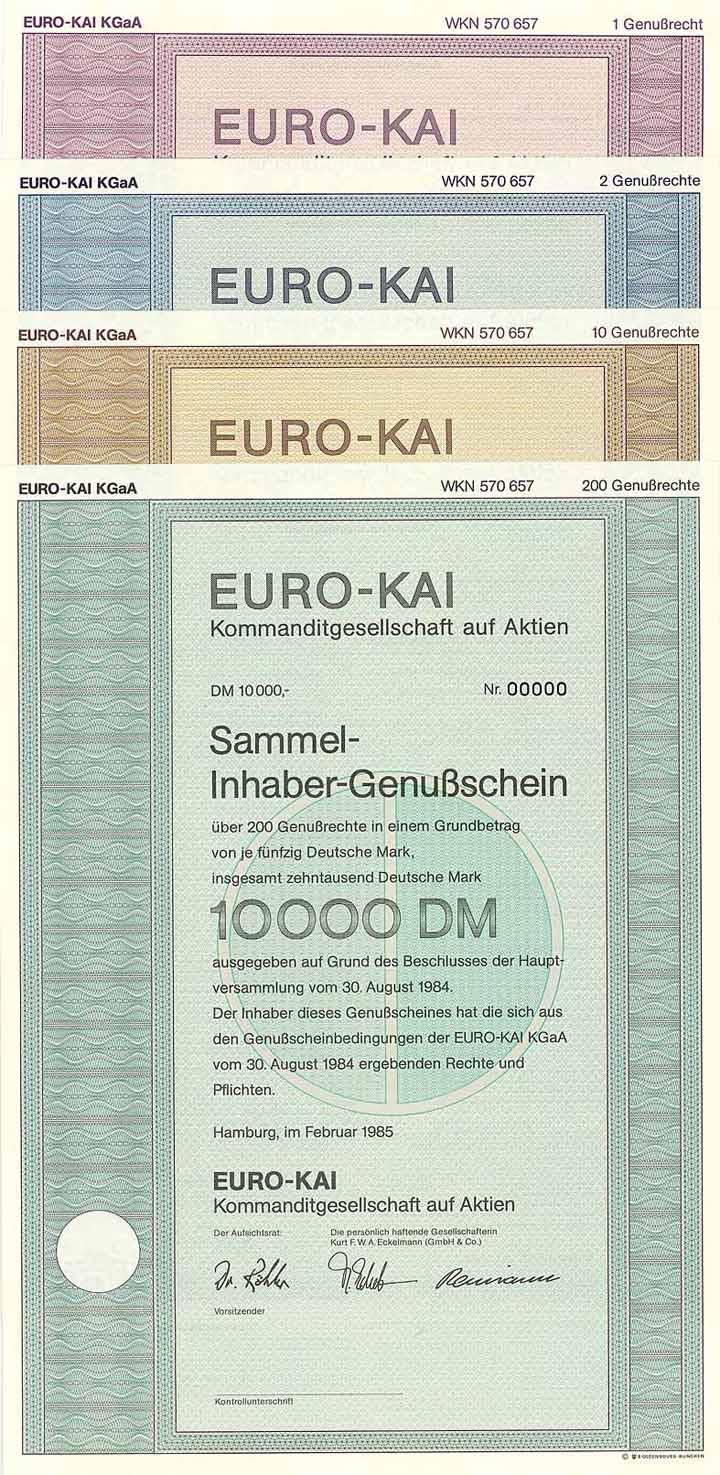 EURO-KAI KGaA WKN 570 657 1 Genußrecht
EURO-KAI
EURO-KAI KGaA WKN 570 657 2 Genußrechte
EURO-KAI
EURO-KAI KGaA WKN 570 657 10 Genußrechte
EURO-KAI
EURO-KAI KGaA WKN 570 657 200 Genußrechte
EURO-KAI
Kommanditgesellschaft auf Aktien
DM 10 000,- Nr. 00000
Sammel-
Inhaber-Genußschein
über 200 Genußrechte in einem Grundbetrag
von je fünfzig Deutsche Mark,
insgesamt zehntausend Deutsche Mark
10 000 DM
ausgegeben auf Grund des Beschlusses der Haupt-
versammlung vom 30. August 1984.
Der Inhaber dieses Genußscheines hat die sich aus
den Genußscheinbedingungen der EURO-KAI KGaA
vom 30. August 1984 ergebenden Rechte und
Pflichten.
Hamburg, im Februar 1985
EURO-KAI
Kommanditgesellschaft auf Aktien
Der Aufsichtsrat: Die persönlich haftende Gesellschafterin
Kurt F. W. A. Eckelmann (GmbH & Co.)
Vorsitzender
Kontrollunterschrift